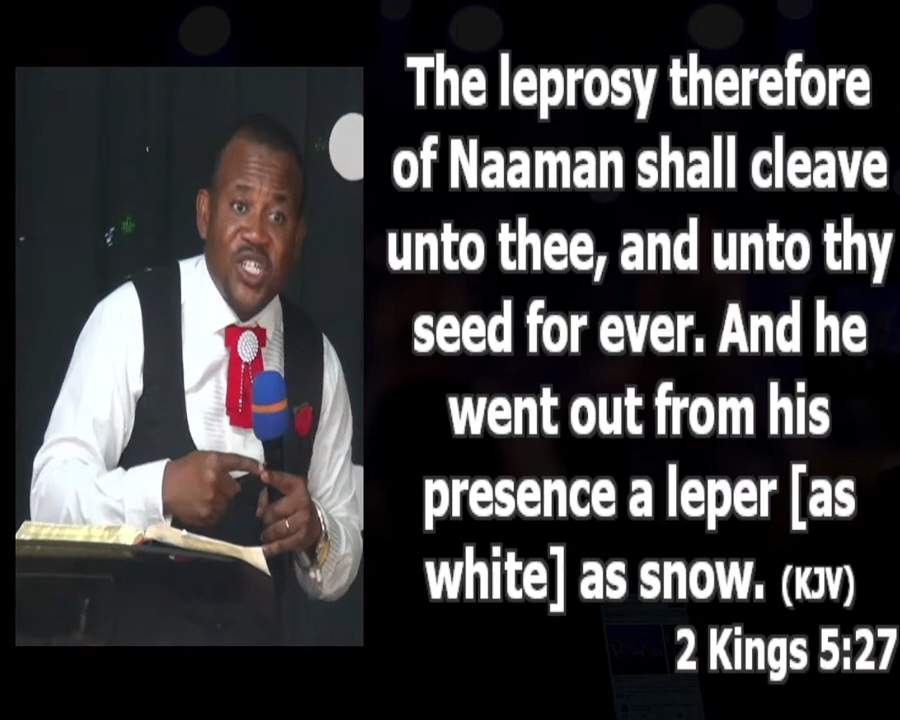 The leprosy therefore
of Naaman shall cleave
unto thee, and unto thy
seed for ever. And he
went out from his
presence a leper [as
white] as snow. (KJV)
2 Kings 5:27